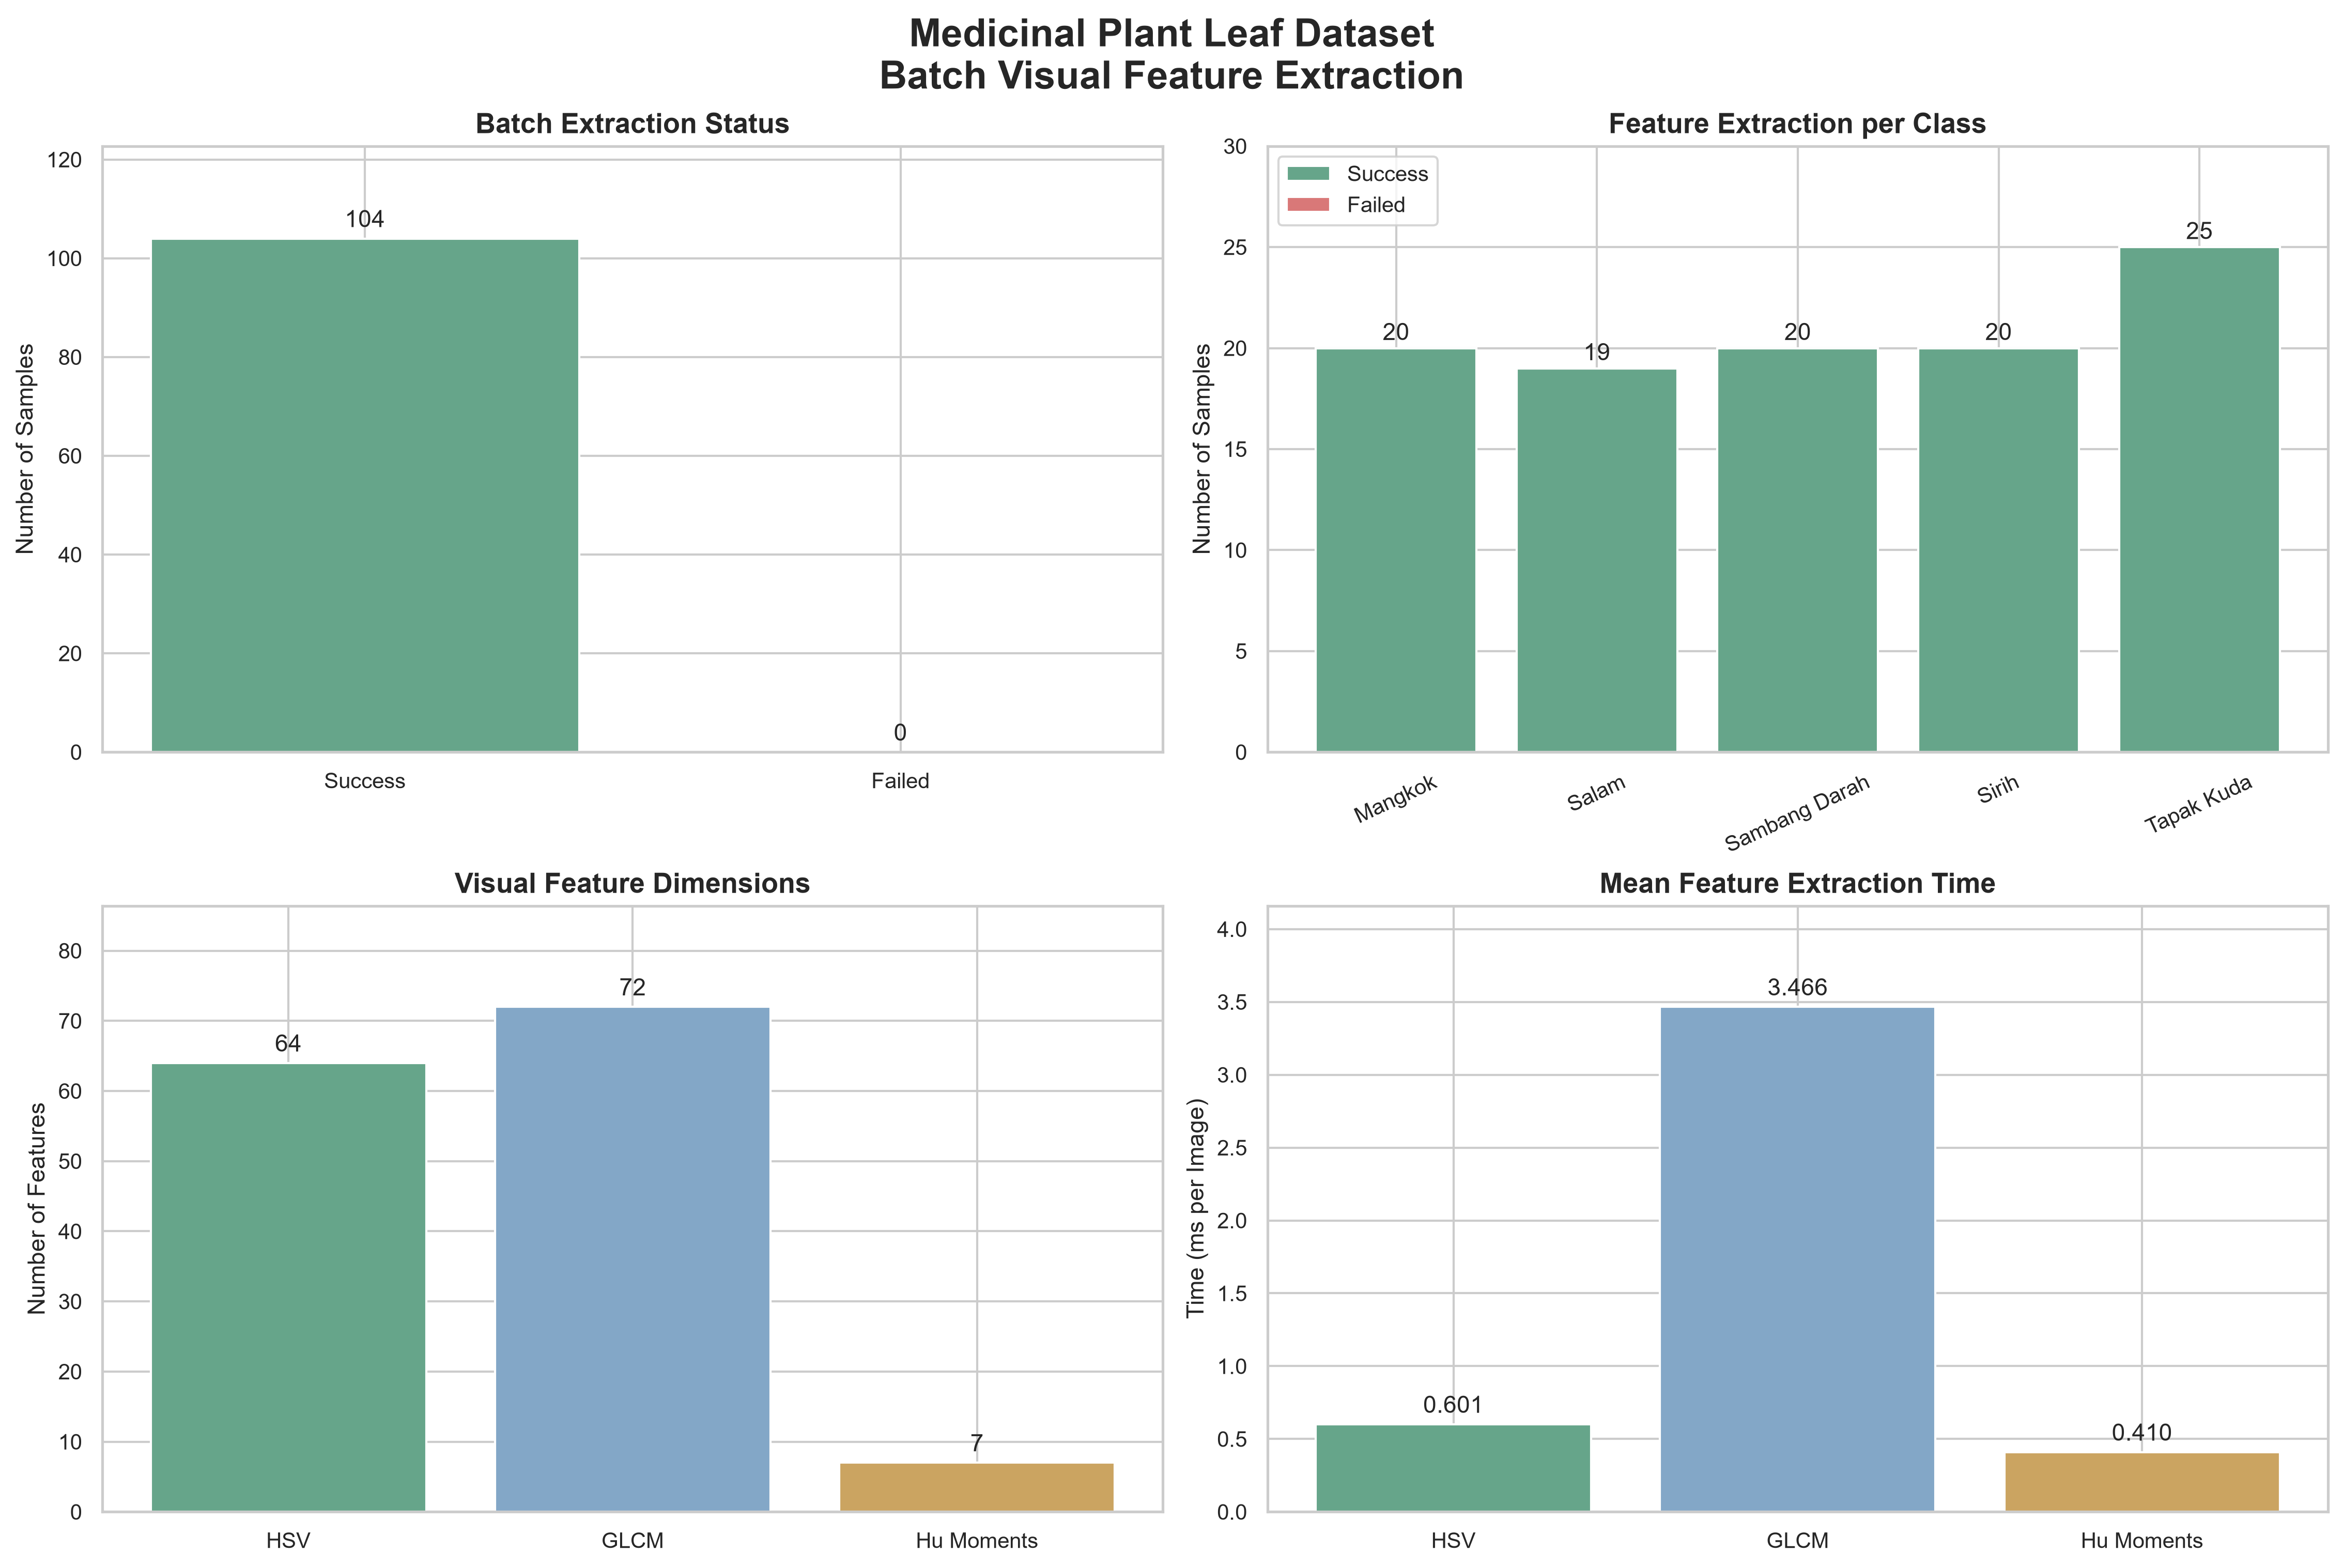 Medicinal Plant Leaf Dataset
Batch Visual Feature Extraction
Batch Extraction Status
Number of Samples
120
100
80
60
40
20
0
104
0
Success
Failed
Feature Extraction per Class
Number of Samples
30
25
20
15
10
5
0
Success
Failed
20
19
20
20
25
Mangkok
Salam
Sambang Darah
Sirih
Tapak Kuda
Visual Feature Dimensions
Number of Features
80
70
60
50
40
30
20
10
0
64
72
7
HSV
GLCM
Hu Moments
Mean Feature Extraction Time
Time (ms per Image)
4.0
3.5
3.0
2.5
2.0
1.5
1.0
0.5
0.0
0.601
3.466
0.410
HSV
GLCM
Hu Moments